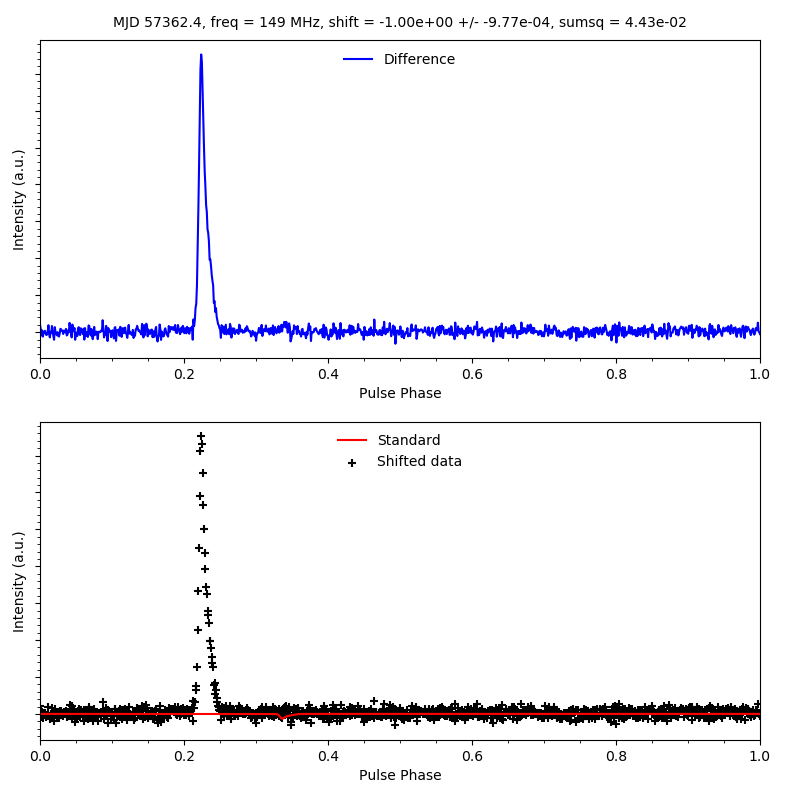 MJD 57362.4, freq = 149 MHz, shift = -1.00e+00 +/- -9.77e-04, sumsq = 4.43e-02
Difference
Intensity (a.u.)
0.0 0.2 0.4 0.6 0.8 1.0
Pulse Phase
Standard
Shifted data
Intensity (a.u.)
0.0 0.2 0.4 0.6 0.8 1.0
Pulse Phase